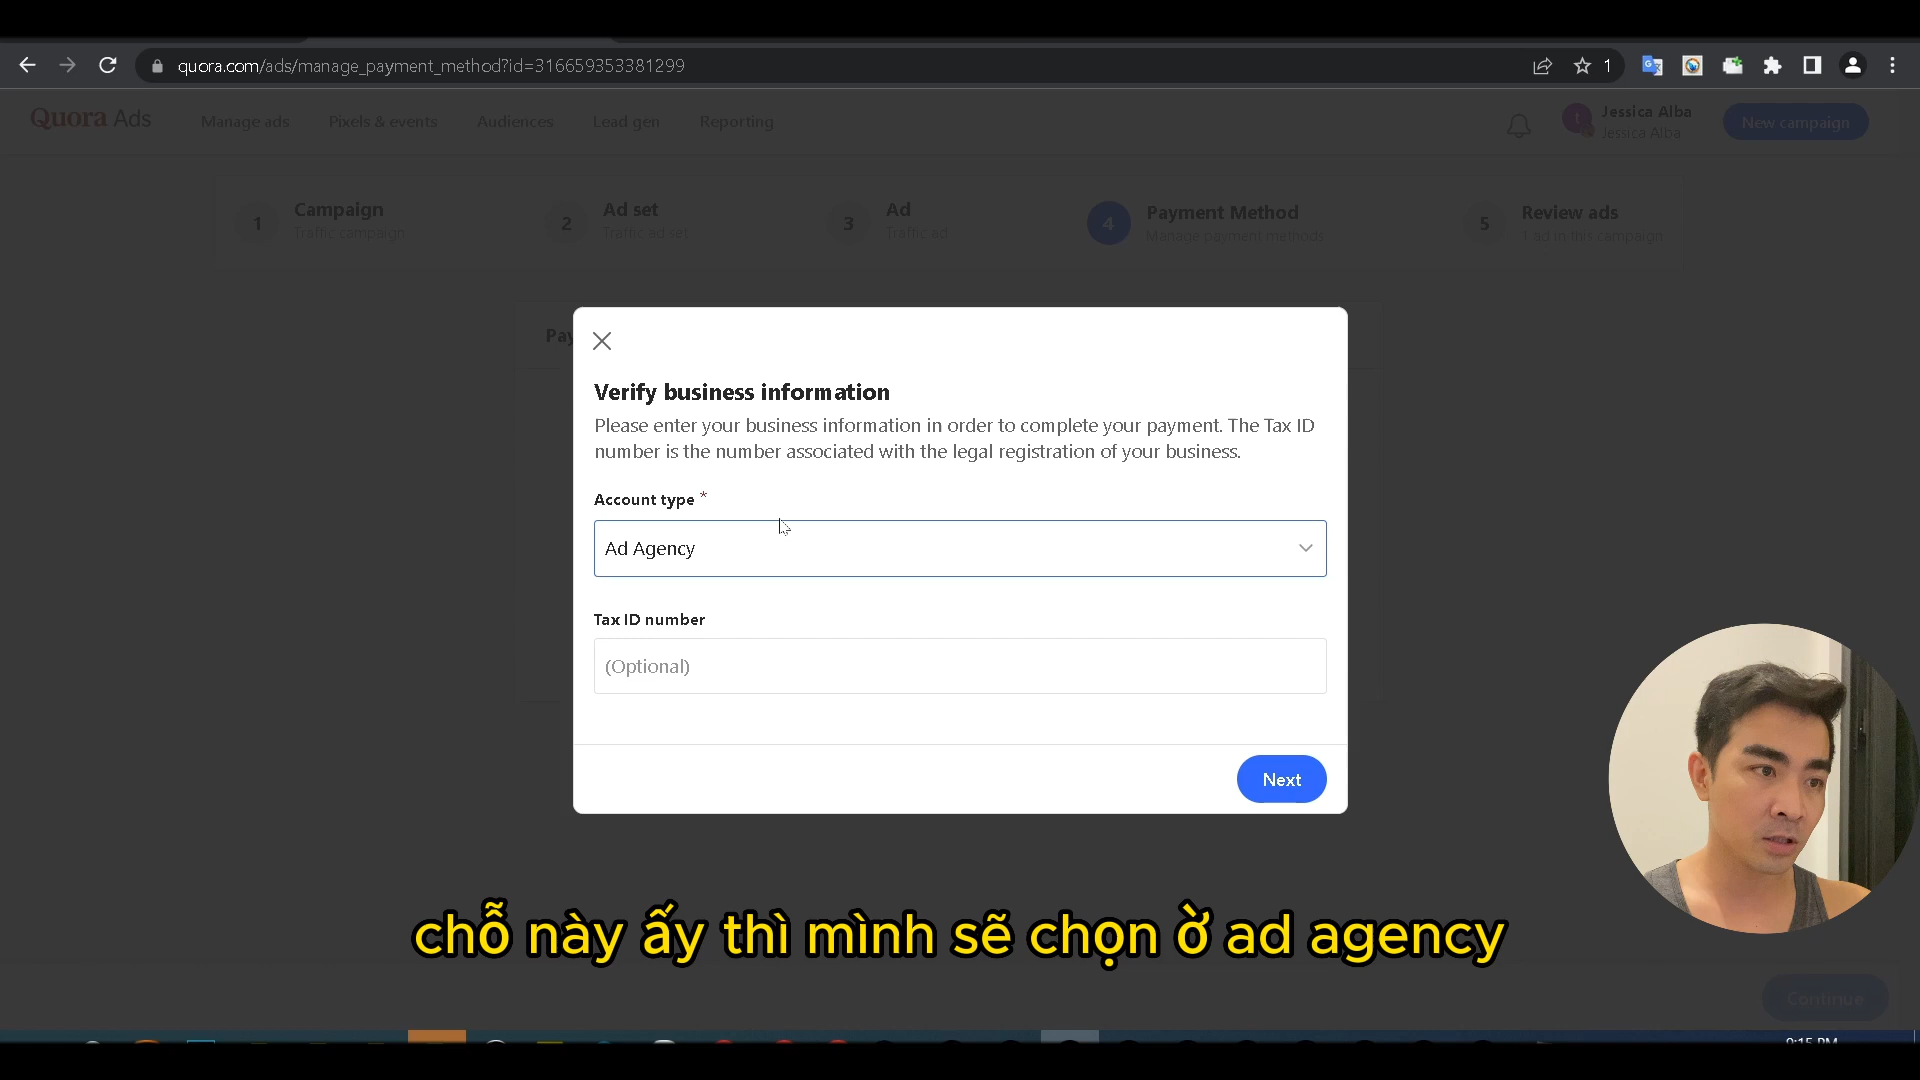 quora.com/ads/manage_payment_method?id=316659353381299
1
Quora Ads
Manage ads
Pixels & events
Audiences
Lead gen
Reporting
Jessica Alba
Jessica Alba
New campaign
1
Campaign
Traffic campaign
2
Ad set
Traffic ad set
3
Ad
Traffic ad
4
Payment Method
Manage payment methods
5
Review ads
1 ad in this campaign
Verify business information
Please enter your business information in order to complete your payment. The Tax ID
number is the number associated with the legal registration of your business.
Account type *
Ad Agency
Tax ID number
(Optional)
Next
chỗ này ấy thì mình sẽ chọn ờ ad agency
Continue
9:15 PM